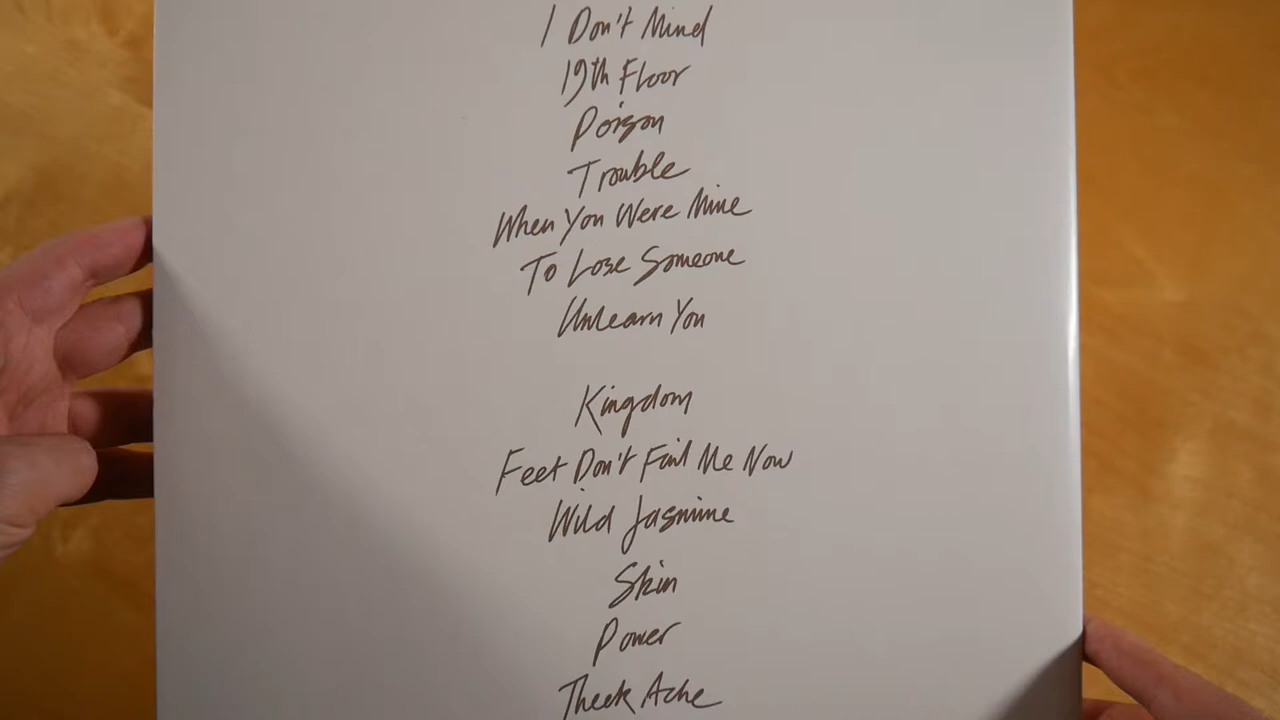 I Don't Mind
19th Floor
Poison
Trouble
When You Were Mine
To Lose Someone
Unlearn You
Kingdom
Feet Don't Fail Me Now
Wild Jasmine
Skin
Power
Theek Ache